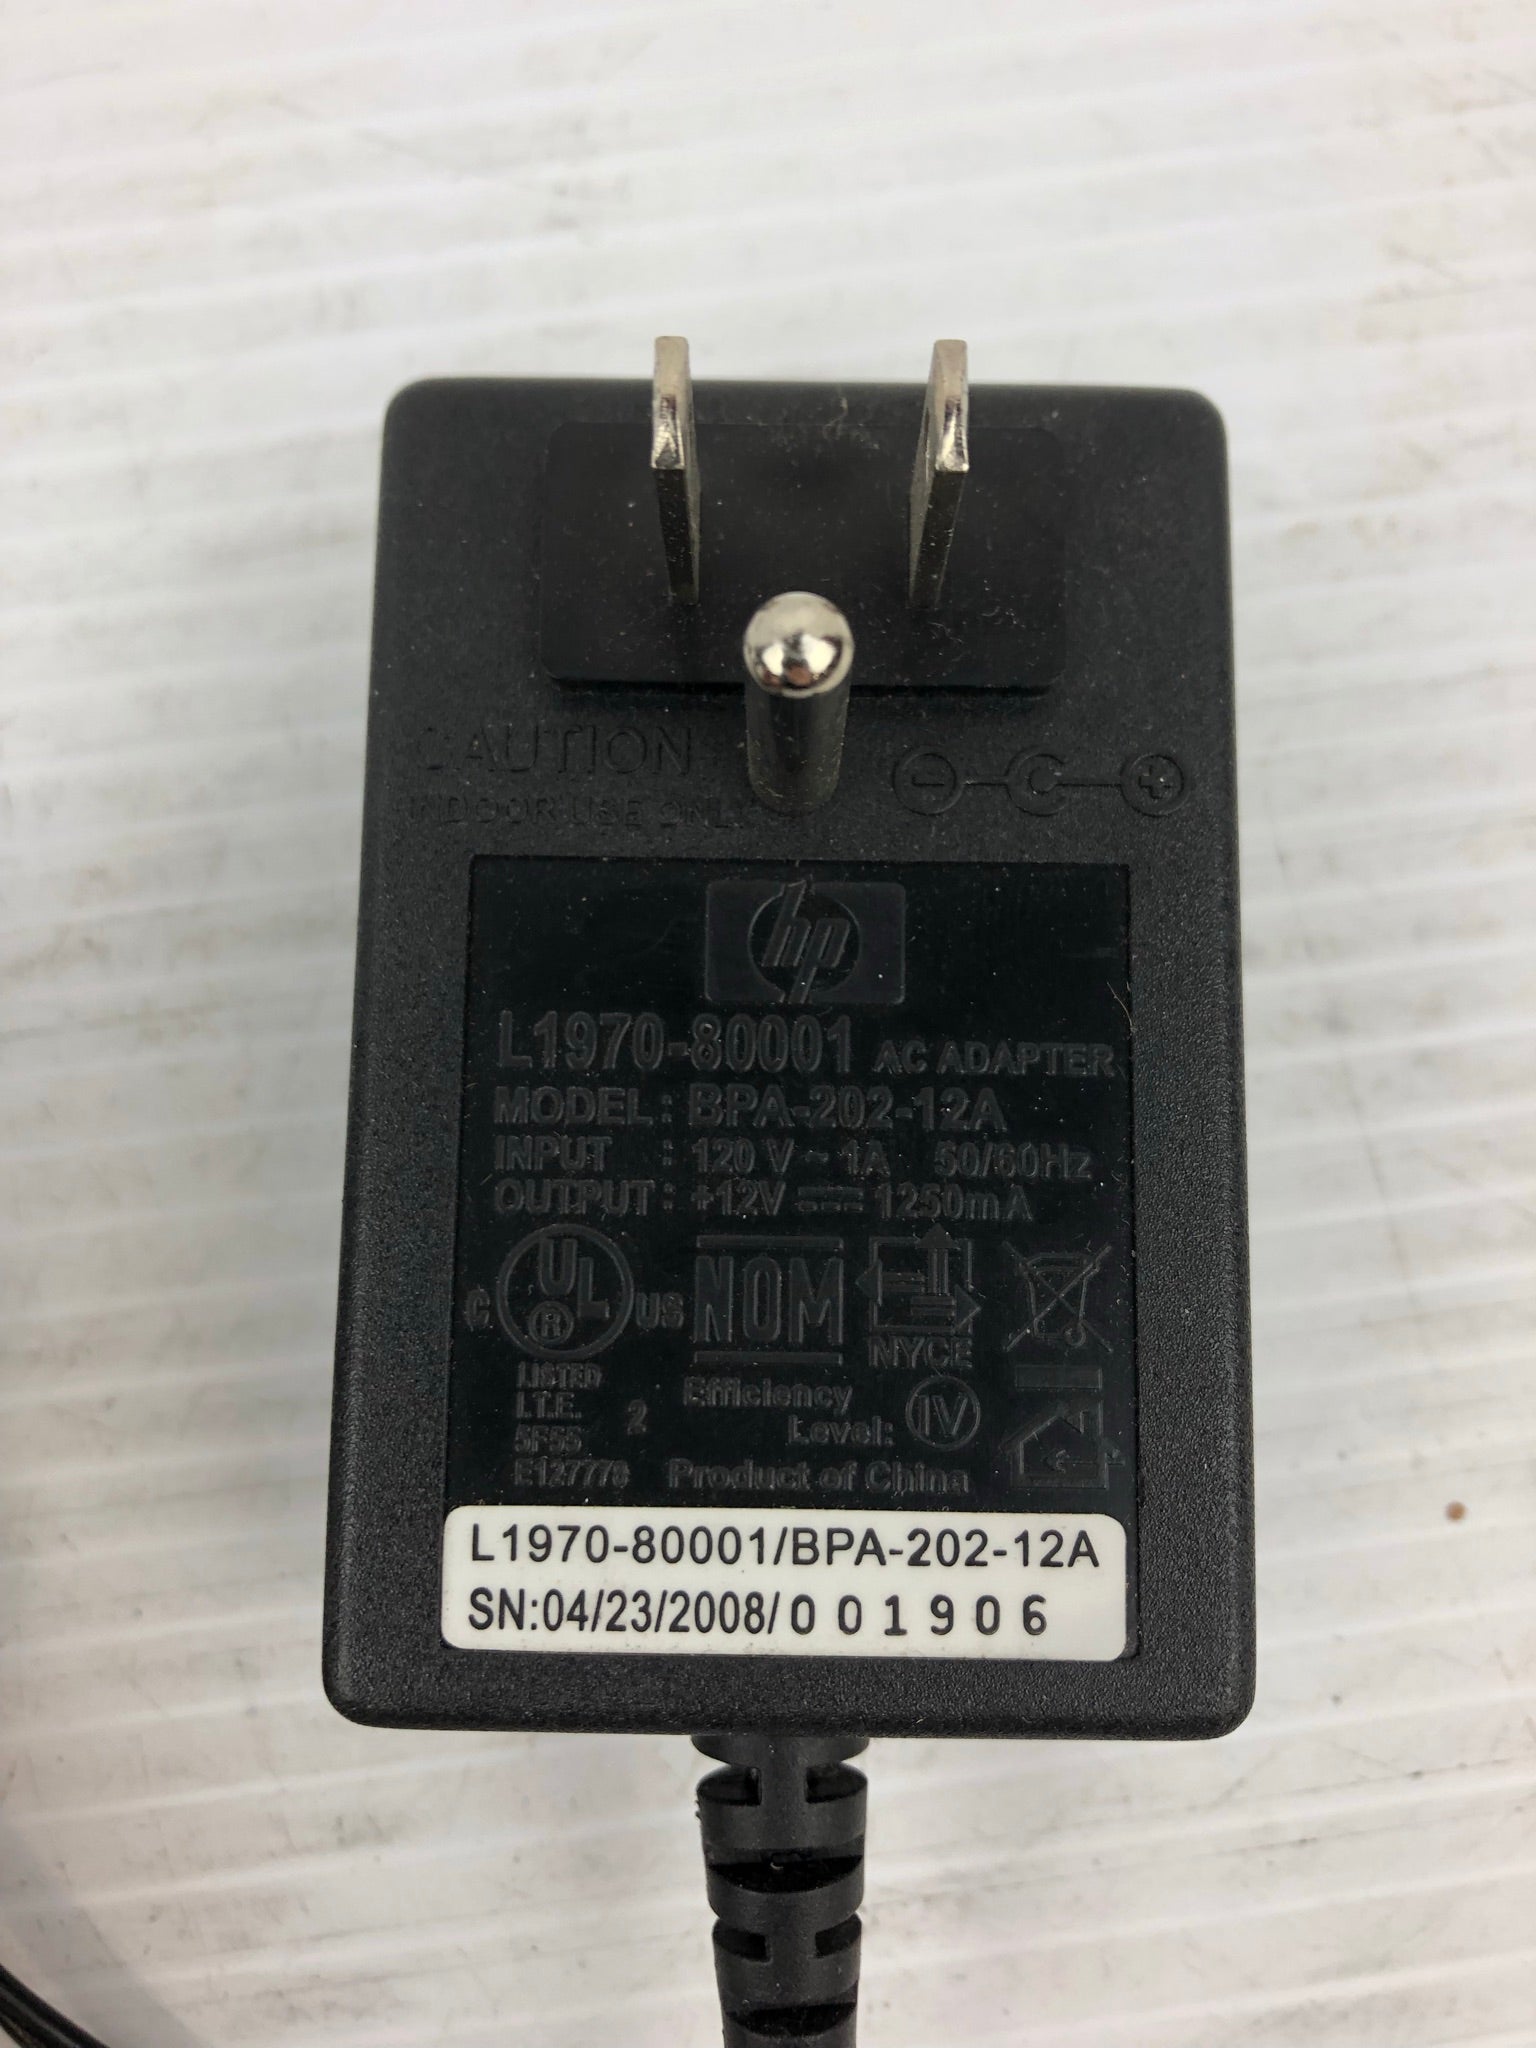 CAUTION
INDOOR USE ONLY
- C +
hp
L1970-80001 AC ADAPTER
MODEL: BPA-202-12A
INPUT : 120 V ~ 1A 50/60Hz
OUTPUT: +12V ⎓ 1250mA
C UL ® US
NOM
NYCE
LISTED
I.T.E.
2
E127778
Efficiency
Level: IV
Product of China
L1970-80001/BPA-202-12A
SN:04/23/2008/001906